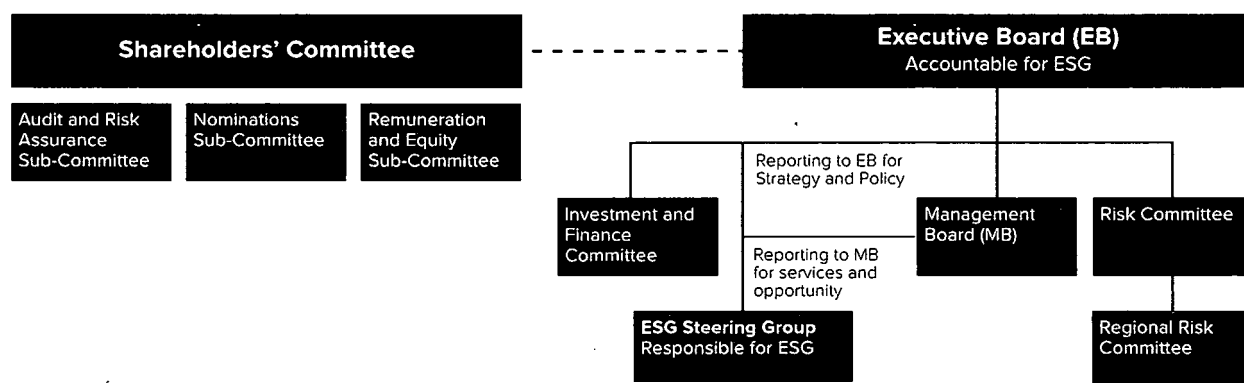 Shareholders' Committee
Executive Board (EB)
Accountable for ESG
Audit and Risk
Assurance
Sub-Committee
Nominations
Sub-Committee
Remuneration
and Equity
Sub-Committee
Reporting to EB for
Strategy and Policy
Investment and
Finance
Committee
Management
Board (MB)
Risk Committee
Reporting to MB
for services and
opportunity
ESG Steering Group
Responsible for ESG
Regional Risk
Committee